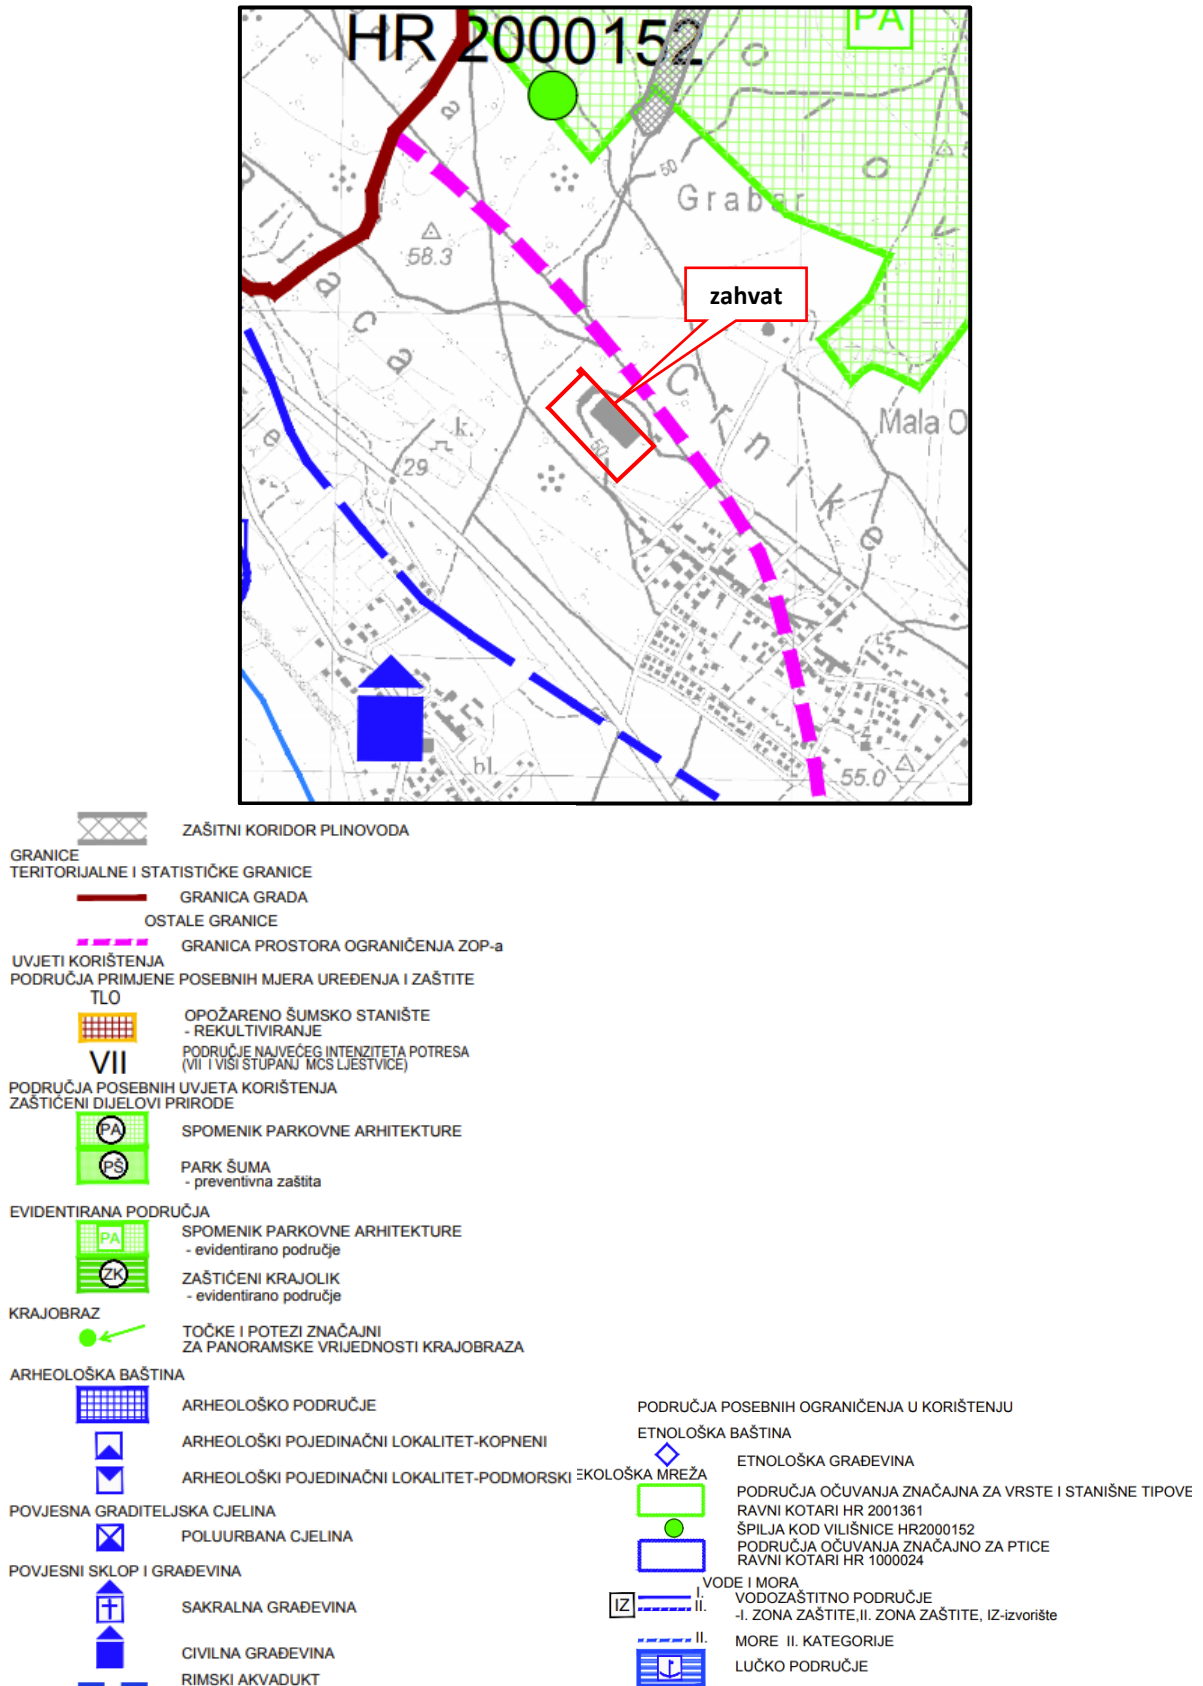 HR 2000152
PA
50
Grabar
58.3
zahvat
Crnike
Mala O
k.
29
50
bl.
55.0
ZAŠITNI KORIDOR PLINOVODA
GRANICE
TERITORIJALNE I STATISTIČKE GRANICE
GRANICA GRADA
OSTALE GRANICE
GRANICA PROSTORA OGRANIČENJA ZOP-a
UVJETI KORIŠTENJA
PODRUČJA PRIMJENE POSEBNIH MJERA UREĐENJA I ZAŠTITE
TLO
OPOŽARENO ŠUMSKO STANIŠTE
- REKULTIVIRANJE
VII
PODRUČJE NAJVEĆEG INTENZITETA POTRESA
(VII I VIŠI STUPANJ MCS LJESTVICE)
PODRUČJA POSEBNIH UVJETA KORIŠTENJA
ZAŠTIĆENI DIJELOVI PRIRODE
PA
SPOMENIK PARKOVNE ARHITEKTURE
PŠ
PARK ŠUMA
- preventivna zaštita
EVIDENTIRANA PODRUČJA
PA
SPOMENIK PARKOVNE ARHITEKTURE
- evidentirano područje
ZK
ZAŠTIĆENI KRAJOLIK
- evidentirano područje
KRAJOBRAZ
TOČKE I POTEZI ZNAČAJNI
ZA PANORAMSKE VRIJEDNOSTI KRAJOBRAZA
ARHEOLOŠKA BAŠTINA
ARHEOLOŠKO PODRUČJE
ARHEOLOŠKI POJEDINAČNI LOKALITET-KOPNENI
ARHEOLOŠKI POJEDINAČNI LOKALITET-PODMORSKI
POVJESNA GRADITELJSKA CJELINA
POLUURBANA CJELINA
POVJESNI SKLOP I GRAĐEVINA
SAKRALNA GRAĐEVINA
CIVILNA GRAĐEVINA
RIMSKI AKVADUKT
PODRUČJA POSEBNIH OGRANIČENJA U KORIŠTENJU
ETNOLOŠKA BAŠTINA
ETNOLOŠKA GRAĐEVINA
EKOLOŠKA MREŽA
PODRUČJA OČUVANJA ZNAČAJNA ZA VRSTE I STANIŠNE TIPOVE
RAVNI KOTARI HR 2001361
ŠPILJA KOD VILIŠNICE HR2000152
PODRUČJA OČUVANJA ZNAČAJNO ZA PTICE
RAVNI KOTARI HR 1000024
VODE I MORA
IZ
I.
II.
VODOZAŠTITNO PODRUČJE
-I. ZONA ZAŠTITE,II. ZONA ZAŠTITE, IZ-izvorište
II.
MORE II. KATEGORIJE
LUČKO PODRUČJE